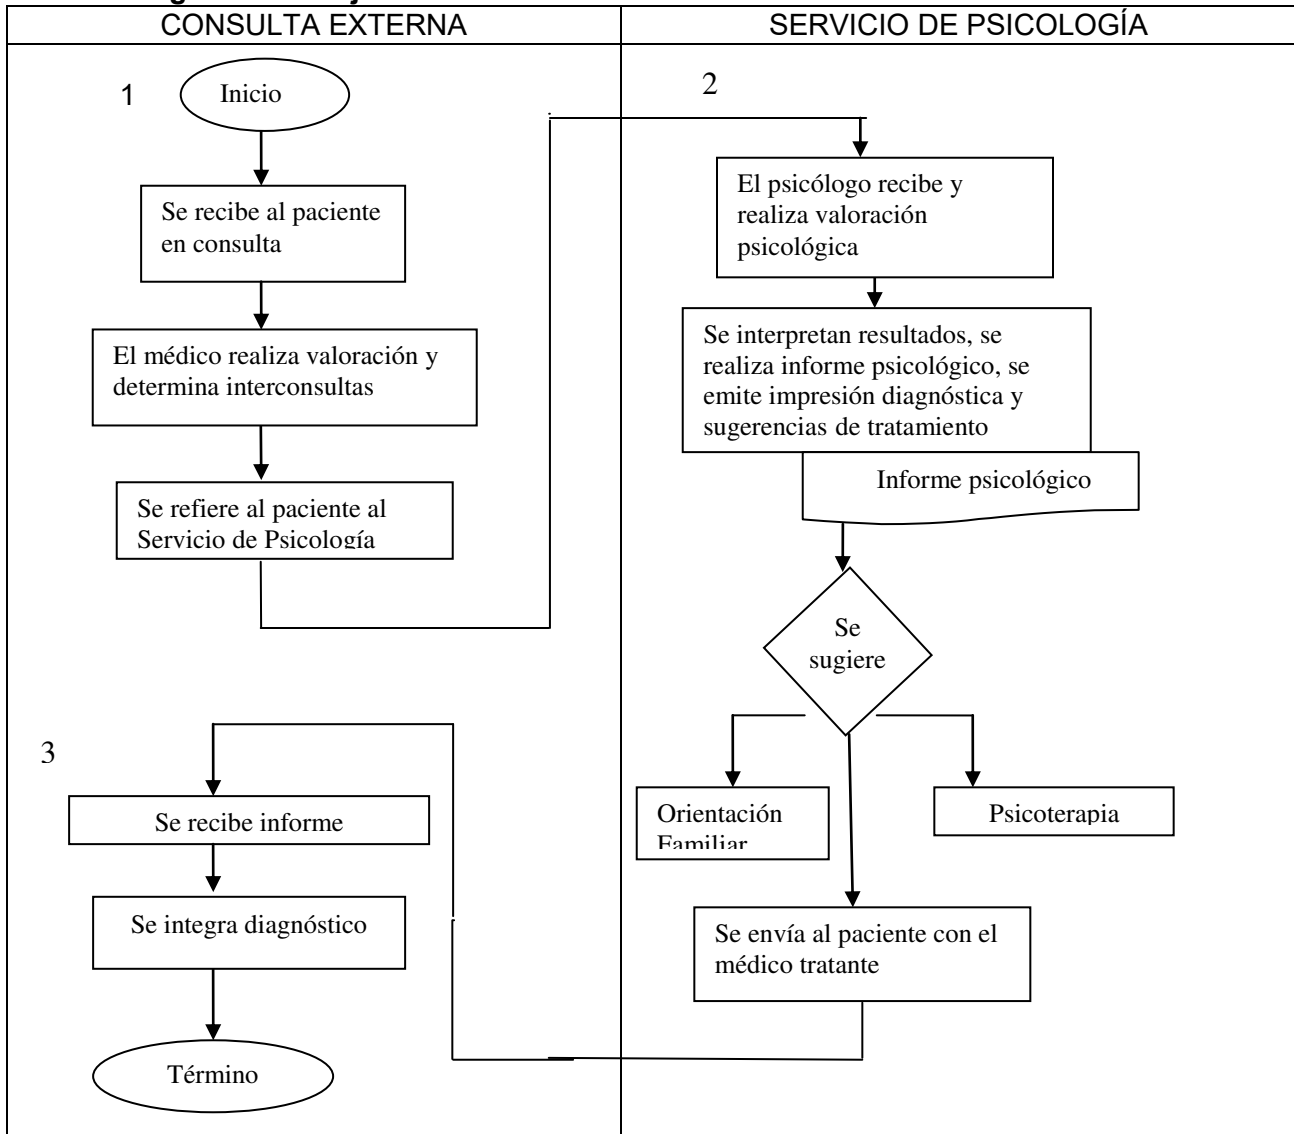 CONSULTA EXTERNA
SERVICIO DE PSICOLOGÍA
1
Inicio
Se recibe al paciente
en consulta
El médico realiza valoración y
determina interconsultas
Se refiere al paciente al
Servicio de Psicología
2
El psicólogo recibe y
realiza valoración
psicológica
Se interpretan resultados, se
realiza informe psicológico, se
emite impresión diagnóstica y
sugerencias de tratamiento
Informe psicológico
Se
sugiere
Orientación
Familiar
Psicoterapia
Se envía al paciente con el
médico tratante
3
Se recibe informe
Se integra diagnóstico
Término